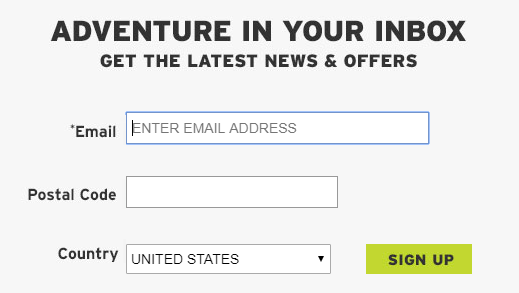 ADVENTURE IN YOUR INBOX
GET THE LATEST NEWS & OFFERS
*Email ENTER EMAIL ADDRESS
Postal Code
Country UNITED STATES SIGN UP